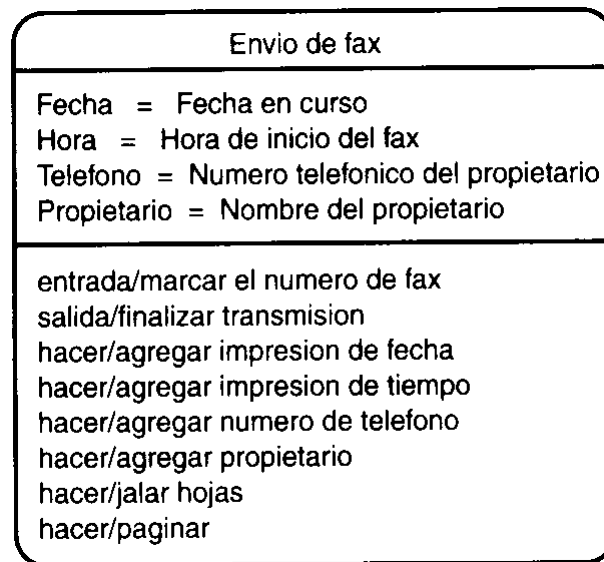 Envio de fax
Fecha = Fecha en curso
Hora = Hora de inicio del fax
Telefono = Numero telefonico del propietario
Propietario = Nombre del propietario
entrada/marcar el numero de fax
salida/finalizar transmision
hacer/agregar impresion de fecha
hacer/agregar impresion de tiempo
hacer/agregar numero de telefono
hacer/agregar propietario
hacer/jalar hojas
hacer/paginar